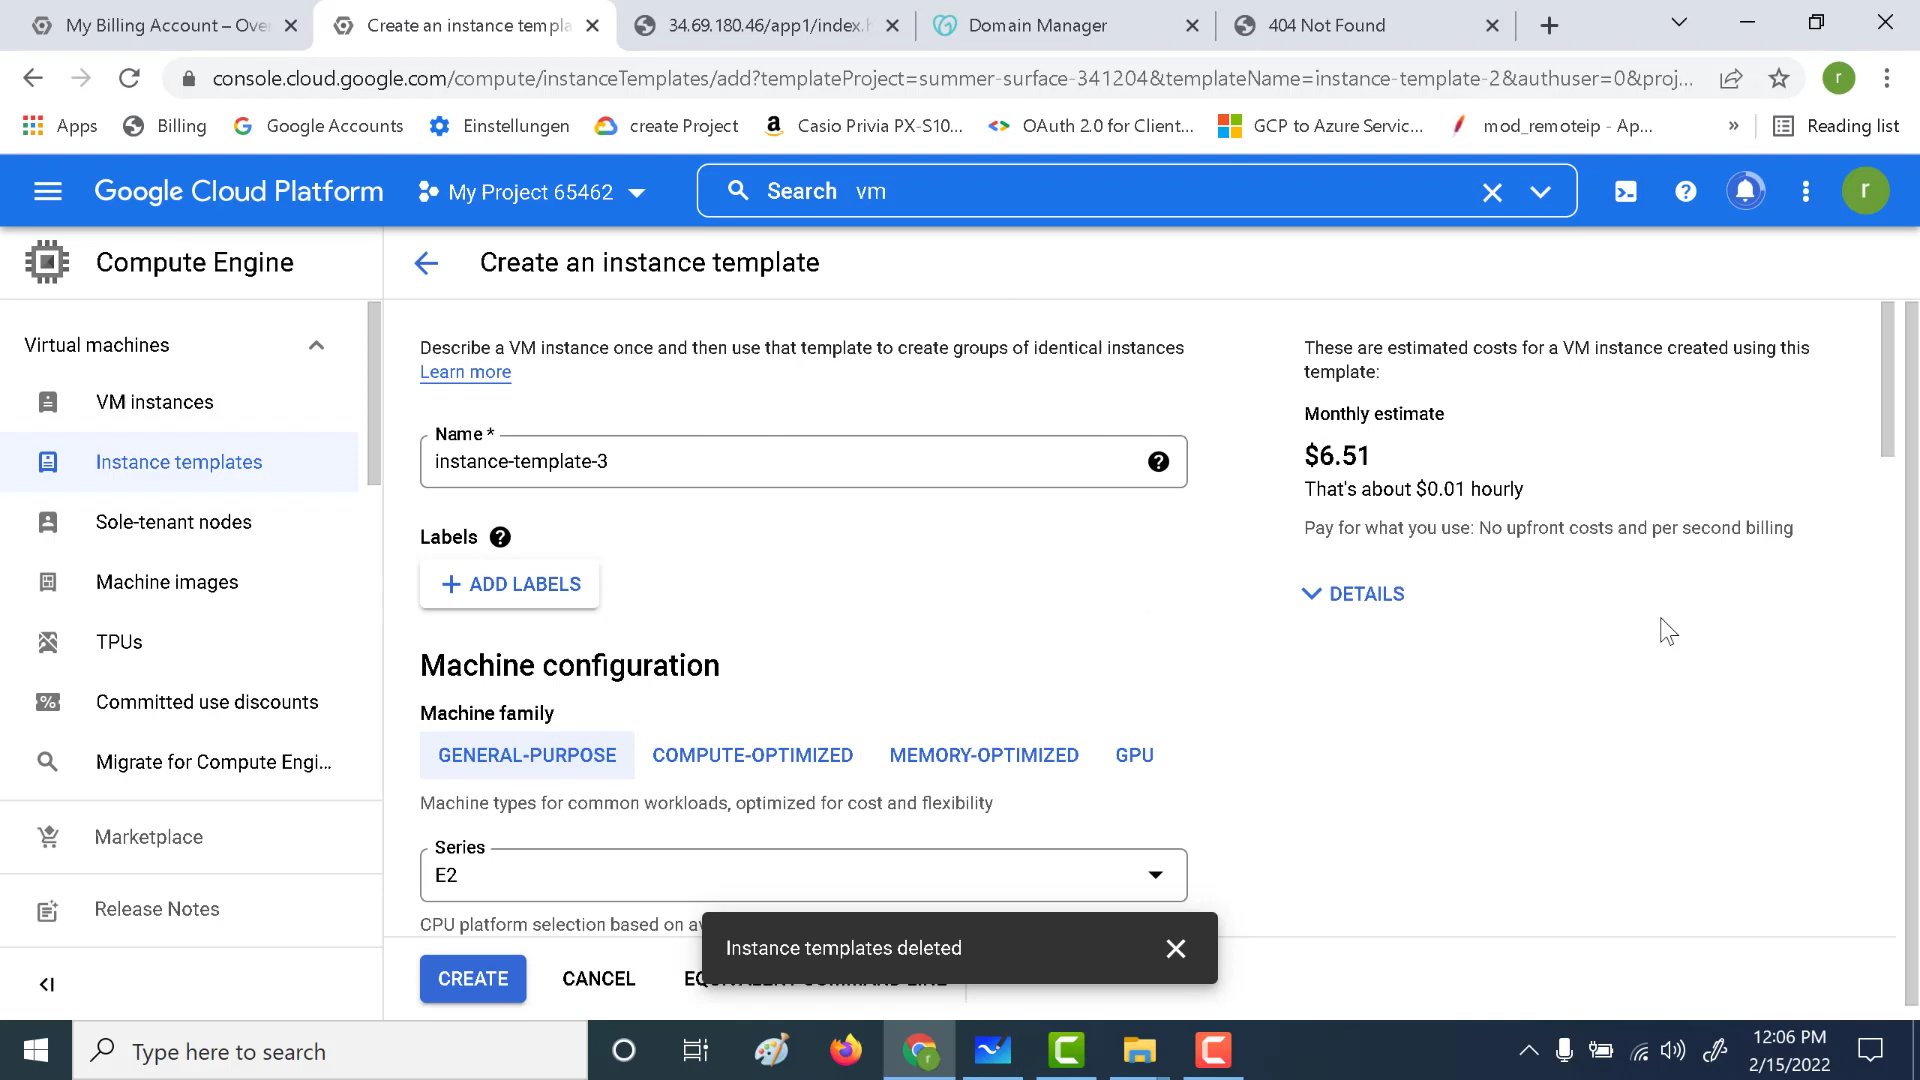 My Billing Account – Over
Create an instance templa
34.69.180.46/app1/index.h
Domain Manager
404 Not Found
console.cloud.google.com/compute/instanceTemplates/add?templateProject=summer-surface-341204&templateName=instance-template-2&authuser=0&proj...
r
Apps
Billing
Google Accounts
Einstellungen
create Project
Casio Privia PX-S10...
OAuth 2.0 for Client...
GCP to Azure Servic...
mod_remoteip - Ap...
»
Reading list
Google Cloud Platform
My Project 65462
Search vm
r
Compute Engine
Create an instance template
Virtual machines
VM instances
Instance templates
Sole-tenant nodes
Machine images
TPUs
Committed use discounts
Migrate for Compute Engi...
Marketplace
Release Notes
Describe a VM instance once and then use that template to create groups of identical instances
Learn more
Name *
instance-template-3
Labels
+ ADD LABELS
Machine configuration
Machine family
GENERAL-PURPOSE COMPUTE-OPTIMIZED MEMORY-OPTIMIZED GPU
Machine types for common workloads, optimized for cost and flexibility
Series
E2
CPU platform selection based on
Instance templates deleted
CREATE
CANCEL
These are estimated costs for a VM instance created using this
template:
Monthly estimate
$6.51
That's about $0.01 hourly
Pay for what you use: No upfront costs and per second billing
DETAILS
Type here to search
12:06 PM
2/15/2022